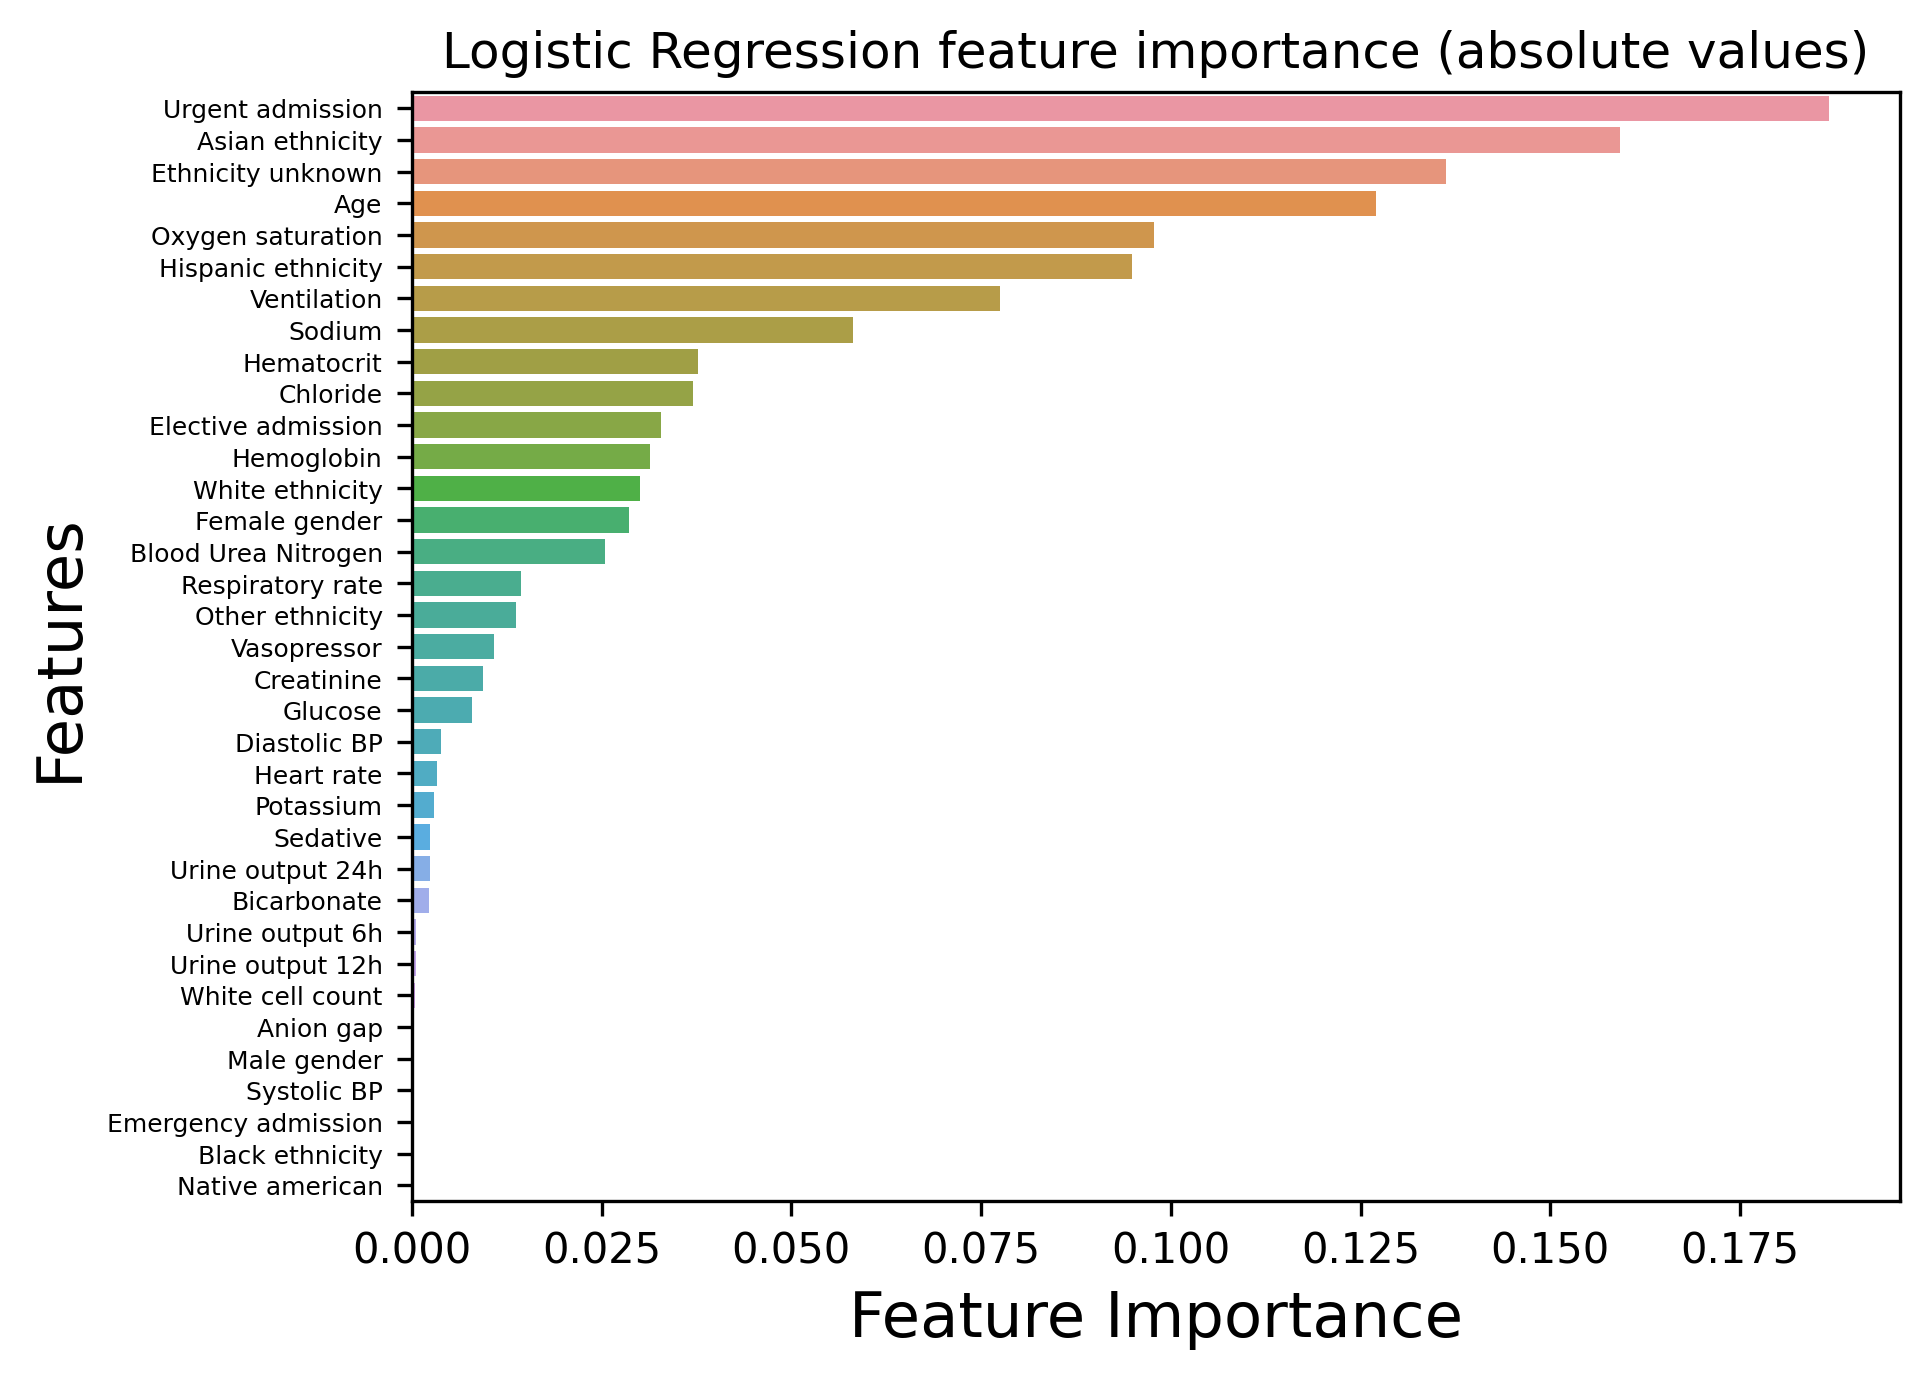 Logistic Regression feature importance (absolute values)
Urgent admission
Asian ethnicity
Ethnicity unknown
Age
Oxygen saturation
Hispanic ethnicity
Ventilation
Sodium
Hematocrit
Chloride
Elective admission
Hemoglobin
White ethnicity
Female gender
Blood Urea Nitrogen
Respiratory rate
Other ethnicity
Vasopressor
Creatinine
Glucose
Diastolic BP
Heart rate
Potassium
Sedative
Urine output 24h
Bicarbonate
Urine output 6h
Urine output 12h
White cell count
Anion gap
Male gender
Systolic BP
Emergency admission
Black ethnicity
Native american
Features
0.000 0.025 0.050 0.075 0.100 0.125 0.150 0.175
Feature Importance